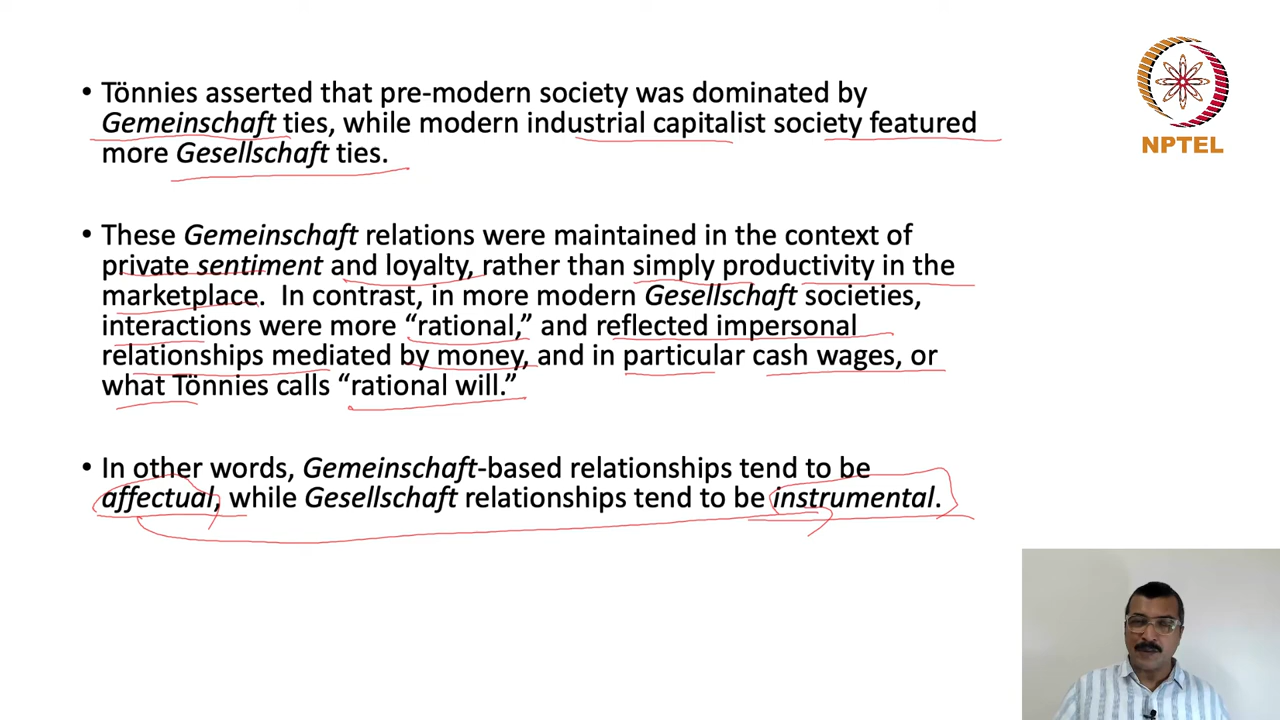 • Tönnies asserted that pre-modern society was dominated by
Gemeinschaft ties, while modern industrial capitalist society featured
more Gesellschaft ties.
• These Gemeinschaft relations were maintained in the context of
private sentiment and loyalty, rather than simply productivity in the
marketplace. In contrast, in more modern Gesellschaft societies,
interactions were more “rational,” and reflected impersonal
relationships mediated by money, and in particular cash wages, or
what Tönnies calls “rational will.”
• In other words, Gemeinschaft-based relationships tend to be
affectual, while Gesellschaft relationships tend to be instrumental.
NPTEL